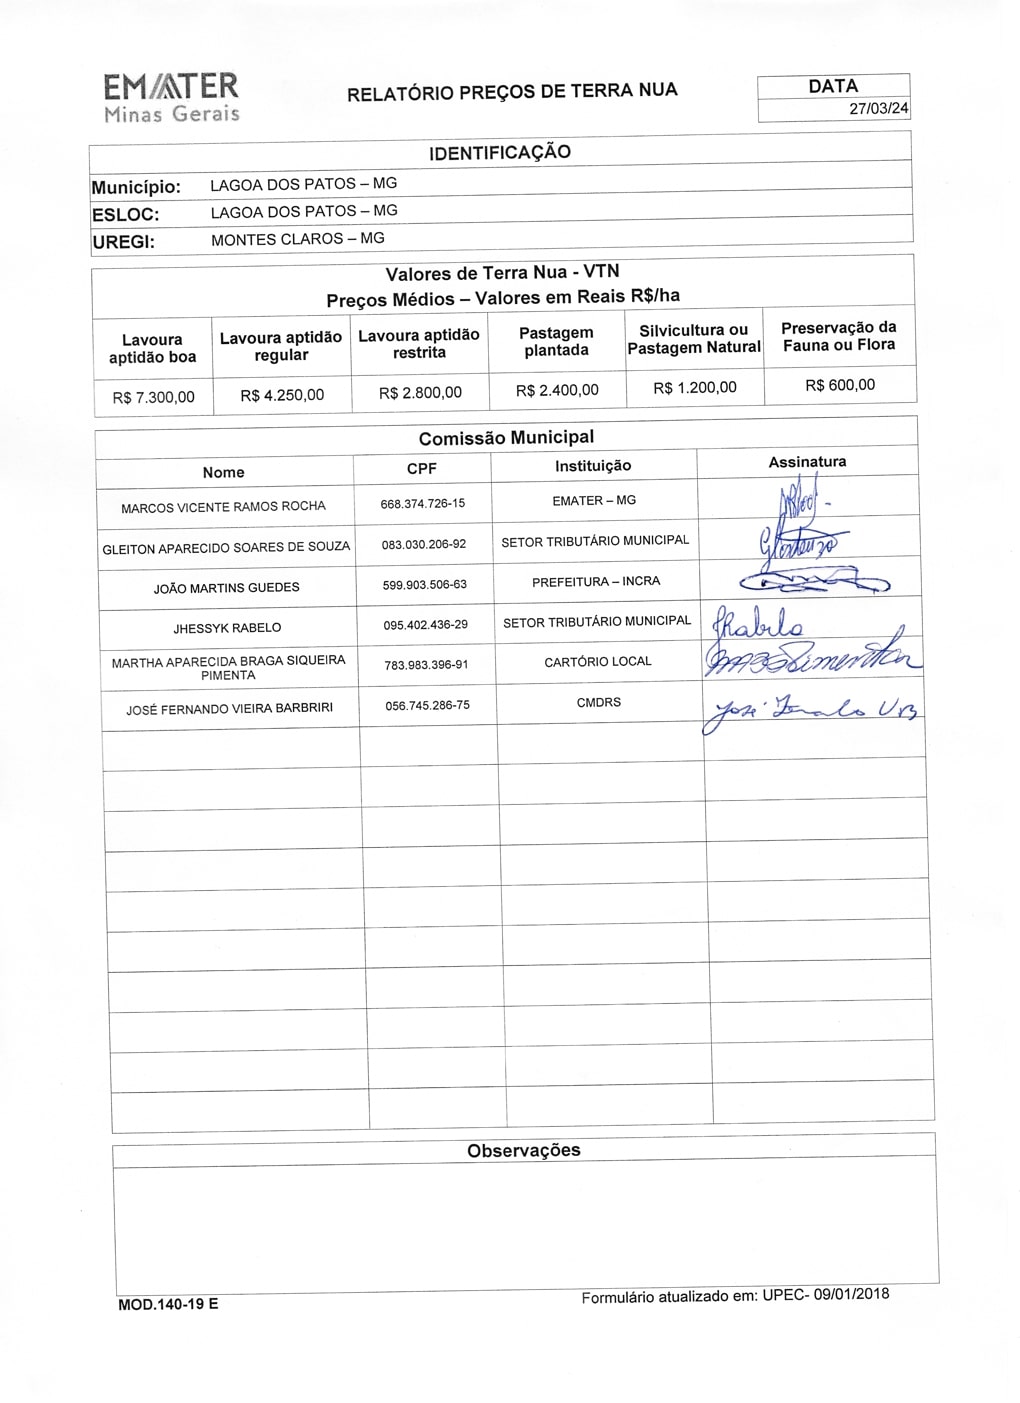 EMATER
Minas Gerais
RELATÓRIO PREÇOS DE TERRA NUA
DATA
27/03/24
IDENTIFICAÇÃO
Município: LAGOA DOS PATOS – MG
ESLOC: LAGOA DOS PATOS – MG
UREGI: MONTES CLAROS – MG
Valores de Terra Nua - VTN
Preços Médios – Valores em Reais R$/ha
Lavoura aptidão boa
Lavoura aptidão regular
Lavoura aptidão restrita
Pastagem plantada
Silvicultura ou Pastagem Natural
Preservação da Fauna ou Flora
R$ 7.300,00 R$ 4.250,00 R$ 2.800,00 R$ 2.400,00 R$ 1.200,00 R$ 600,00
Comissão Municipal
Nome CPF Instituição Assinatura
MARCOS VICENTE RAMOS ROCHA 668.374.726-15 EMATER – MG
GLEITON APARECIDO SOARES DE SOUZA 083.030.206-92 SETOR TRIBUTÁRIO MUNICIPAL
JOÃO MARTINS GUEDES 599.903.506-63 PREFEITURA – INCRA
JHESSYK RABELO 095.402.436-29 SETOR TRIBUTÁRIO MUNICIPAL
MARTHA APARECIDA BRAGA SIQUEIRA PIMENTA 783.983.396-91 CARTÓRIO LOCAL
JOSÉ FERNANDO VIEIRA BARBRIRI 056.745.286-75 CMDRS José
Observações
MOD.140-19 E
Formulário atualizado em: UPEC- 09/01/2018